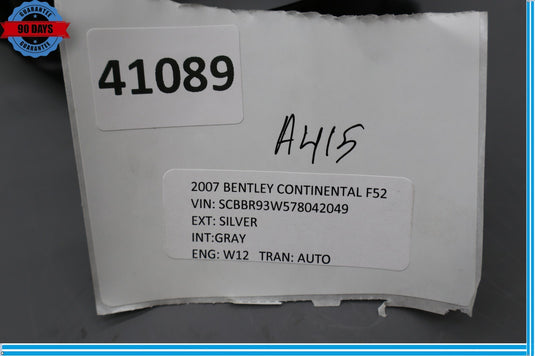 GUARANTEE
90 DAYS
GUARANTEE
41089
A415
2007 BENTLEY CONTINENTAL F52
VIN: SCBBR93W578042049
EXT: SILVER
INT:GRAY
ENG: W12 TRAN: AUTO